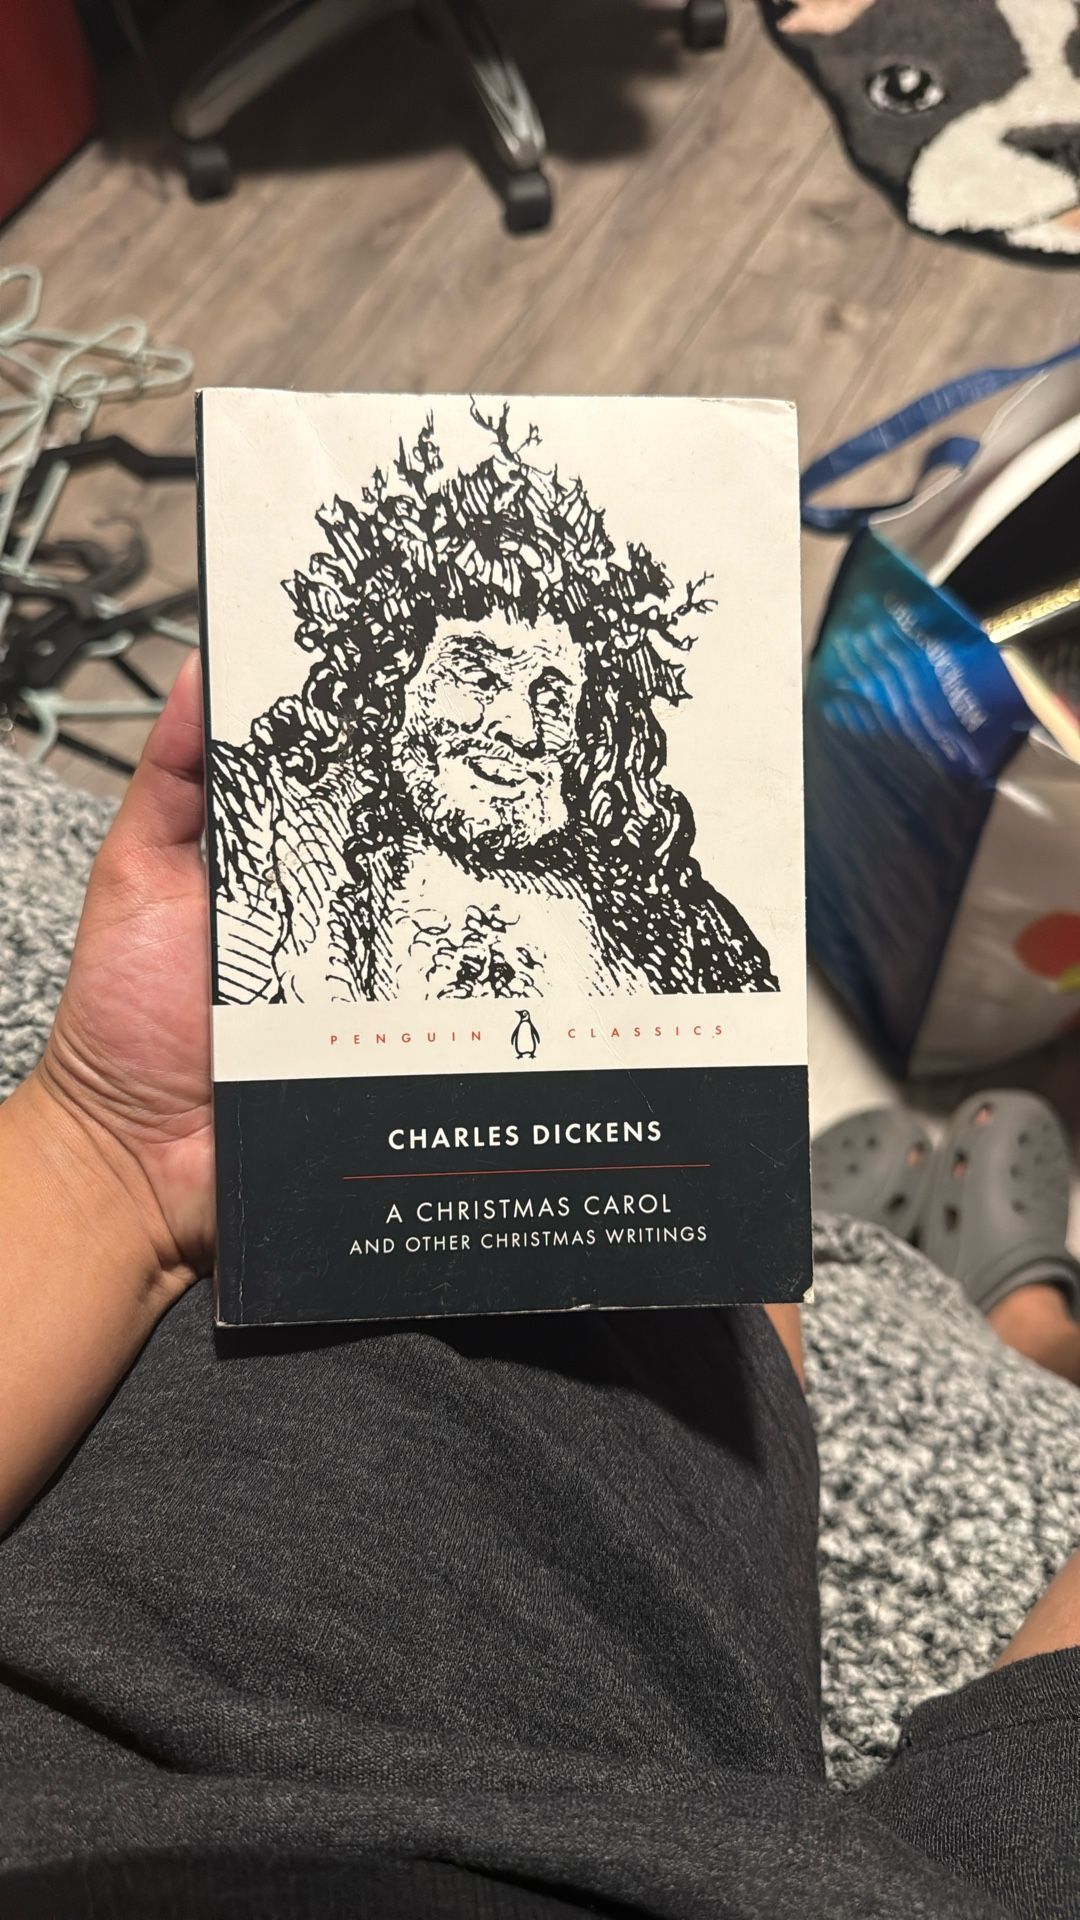 PENGUIN CLASSICS
CHARLES DICKENS
A CHRISTMAS CAROL
AND OTHER CHRISTMAS WRITINGS